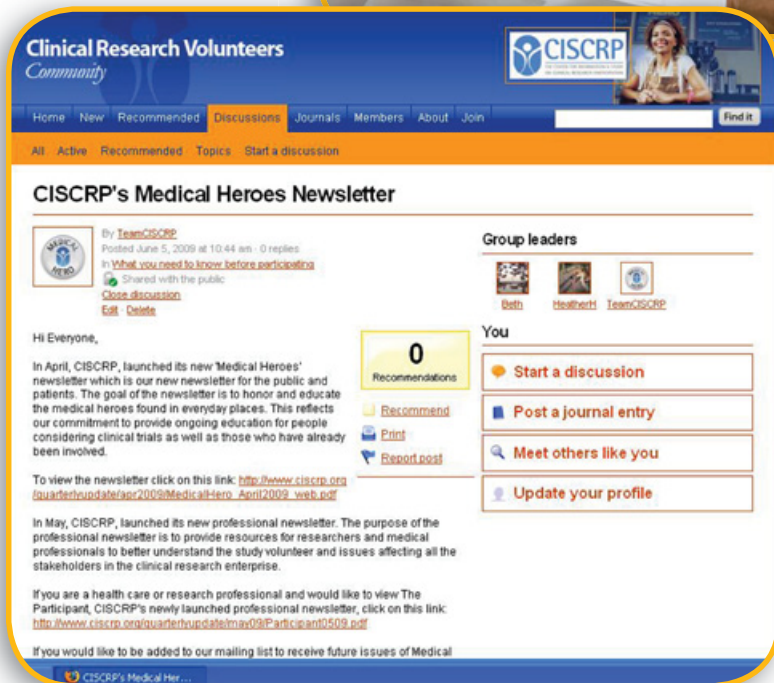 Clinical Research Volunteers
Community
CISCRP
Home New Recommended Discussions Journals Members About Join
Find it
All Active Recommended Topics Start a discussion
CISCRP's Medical Heroes Newsletter
MEDICAL
HERO
By TeamCISCRP
Posted June 5, 2009 at 10:44 am · 0 replies
In What you need to know before participating
Shared with the public
Close discussion
Edit · Delete
Hi Everyone,
In April, CISCRP, launched its new 'Medical Heroes'
newsletter which is our new newsletter for the public and
patients. The goal of the newsletter is to honor and educate
the medical heroes found in everyday places. This reflects
our commitment to provide ongoing education for people
considering clinical trials as well as those who have already
been involved.
To view the newsletter click on this link: http://www.ciscrp.org
/quarterlyupdate/apr2009/MedicalHero_April2009_web.pdf
In May, CISCRP, launched its new professional newsletter. The purpose of the
professional newsletter is to provide resources for researchers and medical
professionals to better understand the study volunteer and issues affecting all the
stakeholders in the clinical research enterprise.
If you are a health care or research professional and would like to view The
Participant, CISCRP's newly launched professional newsletter, click on this link:
http://www.ciscrp.org/quarterlyupdate/may09/Participant0509.pdf
If you would like to be added to our mailing list to receive future issues of Medical
0
Recommendations
Recommend
Print
Report post
Group leaders
Beth HeatherH TeamCISCRP
You
Start a discussion
Post a journal entry
Meet others like you
Update your profile
CISCRP's Medical Her...